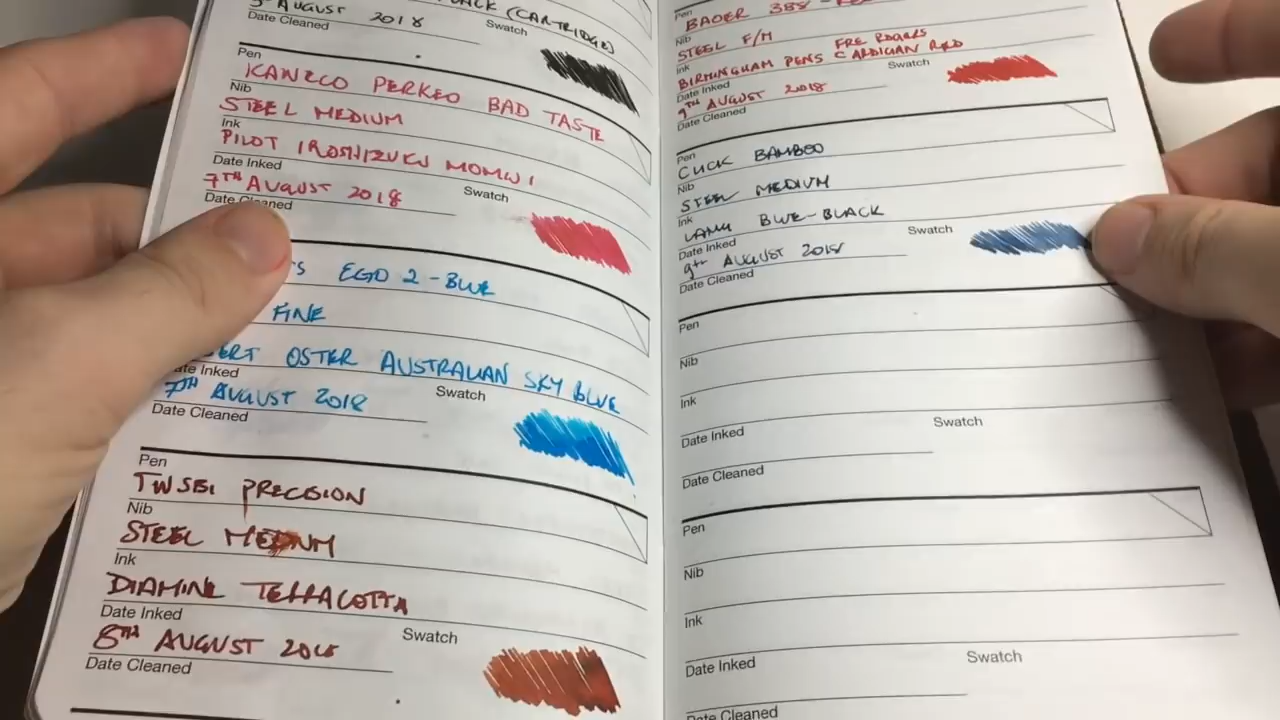 AUGUST 2018
(CARTRIDGE)
Date Cleaned
Swatch
Pen
KAWECO PERKEO BAD TASTE
Nib
STEEL MEDIUM
Ink
PILOT IROSHIZUKU MOMIJI
Date Inked
7TH AUGUST 2018
Swatch
Date Cleaned
EGO 2 - BLUE
FINE
BERT OSTER AUSTRALIAN SKY BLUE
ate Inked
7TH AUGUST 2018
Swatch
Date Cleaned
Pen
TWSBI PRECISION
Nib
STEEL MEDIUM
Ink
DIAMINE TERRACOTTA
Date Inked
8TH AUGUST 2018
Swatch
Date Cleaned
Pen
BAOER 388 -
Nib
STEEL F/M
Ink
FRE ROGERS
BIRMINGHAM PENS CARDIGAN RED
Date Inked
9TH AUGUST 2018
Swatch
Date Cleaned
Pen
CLICK BAMBOO
Nib
STEEL MEDIUM
Ink
LAMY BLUE-BLACK
Date Inked
9th AUGUST 2018
Swatch
Date Cleaned
Pen
Nib
Ink
Date Inked
Swatch
Date Cleaned
Pen
Nib
Ink
Date Inked
Swatch
Date Cleaned